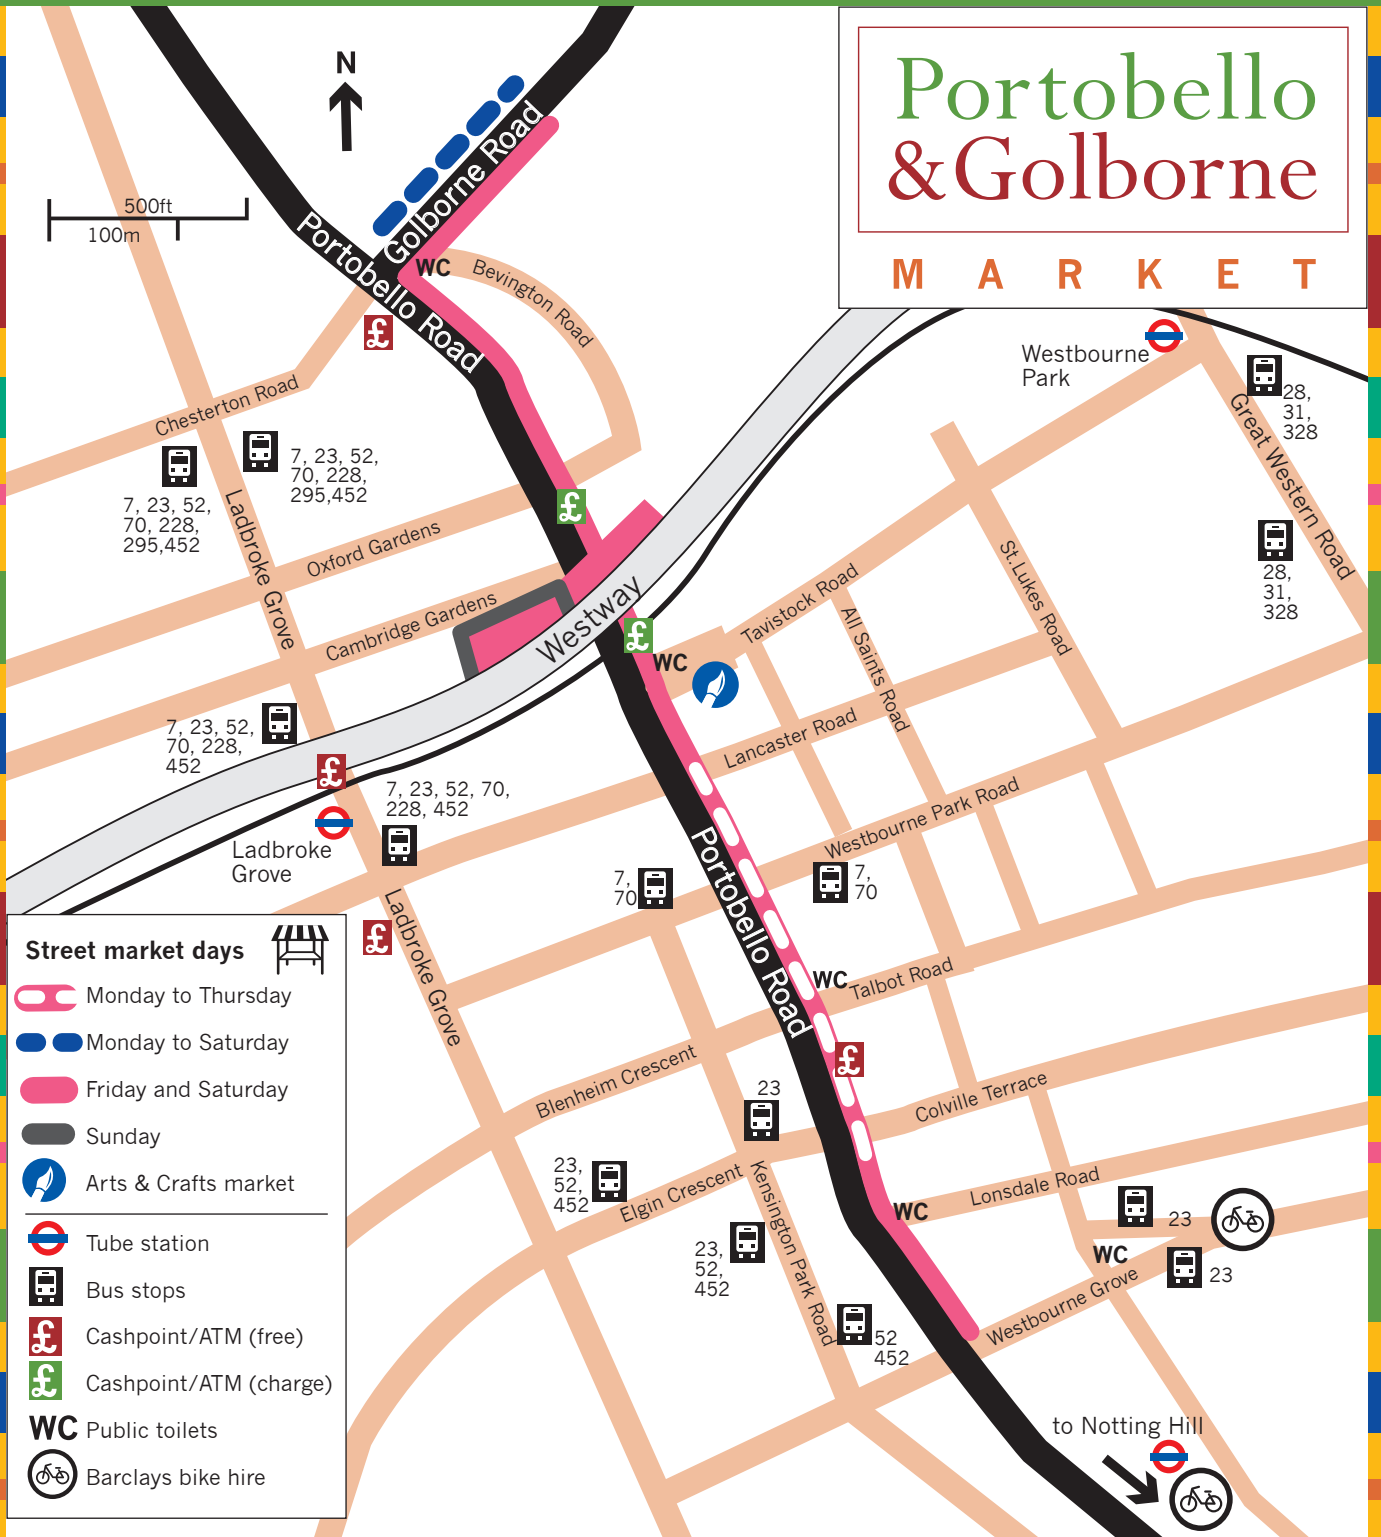 Portobello
&Golborne
MARKET
N
500ft
100m
Golborne Road
Portobello Road
WC
Bevington Road
£
Chesterton Road
Westbourne
Park
28,
31,
328
Great Western Road
7, 23, 52,
70, 228,
295,452
7, 23, 52,
70, 228,
295,452
Ladbroke Grove
Oxford Gardens
£
28,
31,
328
St.Lukes Road
Cambridge Gardens
Westway
Tavistock Road
All Saints Road
£
WC
7, 23, 52,
70, 228,
452
£
Lancaster Road
7, 23, 52, 70,
228, 452
Ladbroke
Grove
Westbourne Park Road
7,
70
7,
70
Portobello Road
Ladbroke Grove
£
WC
Talbot Road
£
Blenheim Crescent
23
Colville Terrace
23,
52,
452
Elgin Crescent
Kensington Park Road
Lonsdale Road
WC
23
23,
52,
452
WC
23
Westbourne Grove
52
452
to Notting Hill
Street market days
Monday to Thursday
Monday to Saturday
Friday and Saturday
Sunday
Arts & Crafts market
Tube station
Bus stops
£ Cashpoint/ATM (free)
£ Cashpoint/ATM (charge)
WC Public toilets
Barclays bike hire